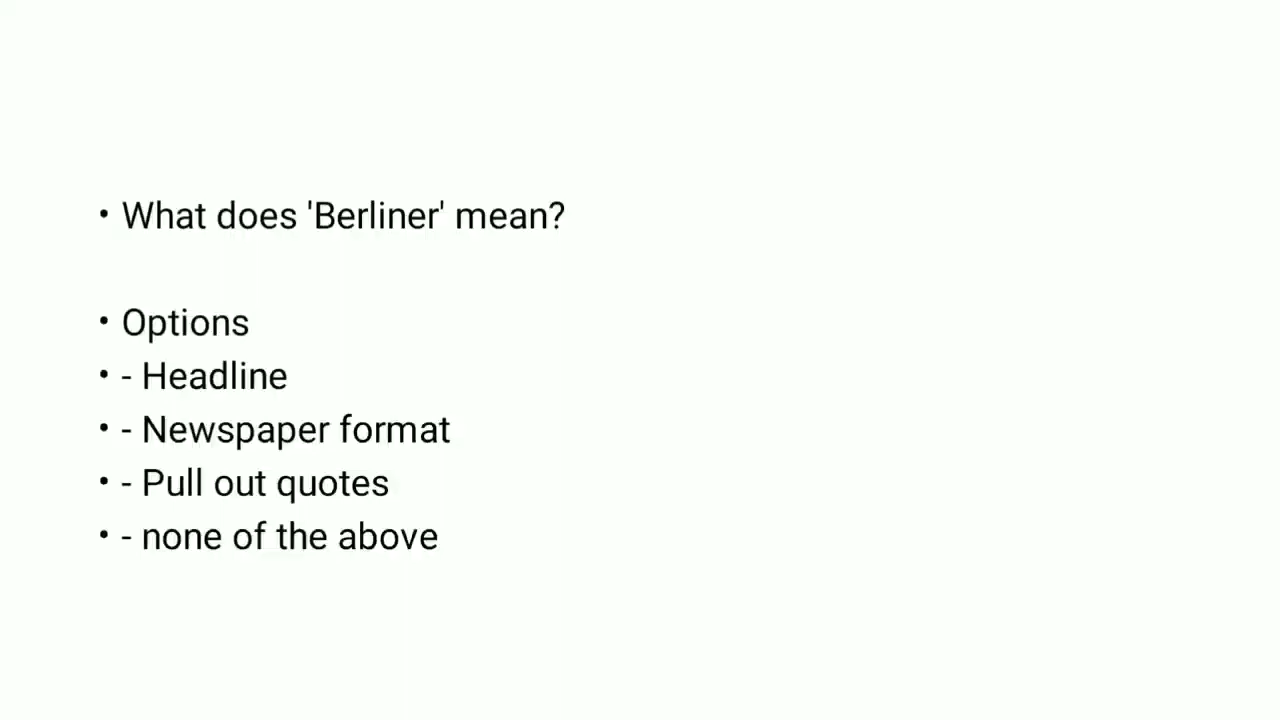 • What does 'Berliner' mean?
• Options
• - Headline
• - Newspaper format
• - Pull out quotes
• - none of the above